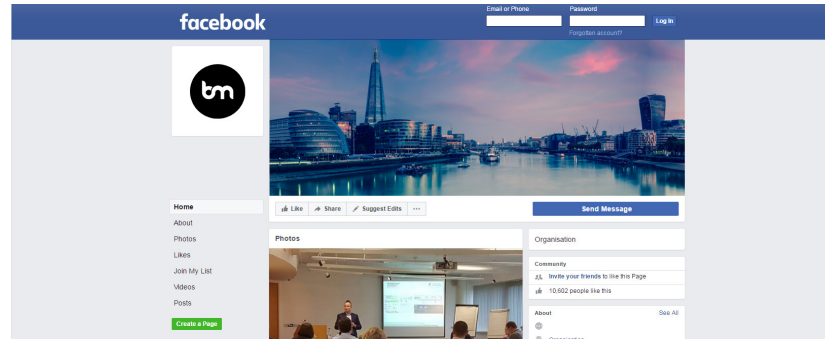 facebook
Email or Phone
Password
Log In
Forgotten account?
bm
Home
About
Photos
Likes
Join My List
Videos
Posts
Create a Page
Like
Share
Suggest Edits
Send Message
Photos
Organisation
Community
Invite your friends to like this Page
10,602 people like this
About
See All